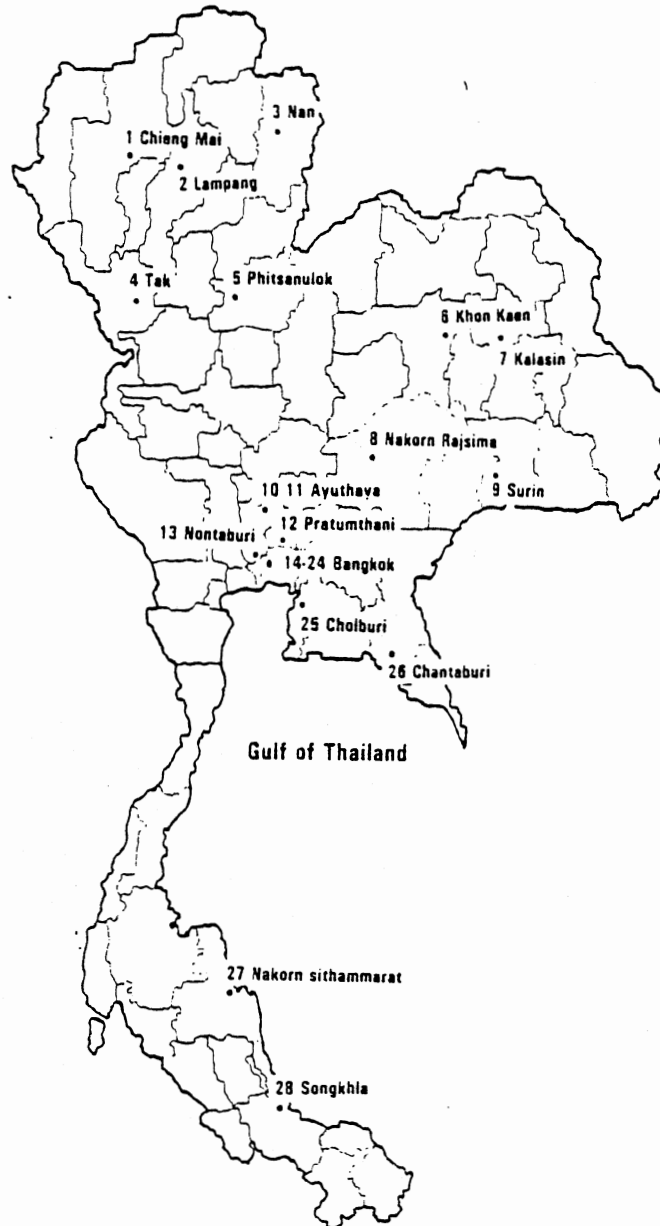 3 Nan
1 Chieng Mai
2 Lampang
4 Tak
5 Phitsanulok
6 Khon Kaen
7 Kalasin
8 Nakorn Rajsima
9 Surin
10 11 Ayuthaya
12 Pratumthani
13 Nontaburi
14-24 Bangkok
25 Cholburi
26 Chantaburi
Gulf of Thailand
27 Nakorn sithammarat
28 Songkhla